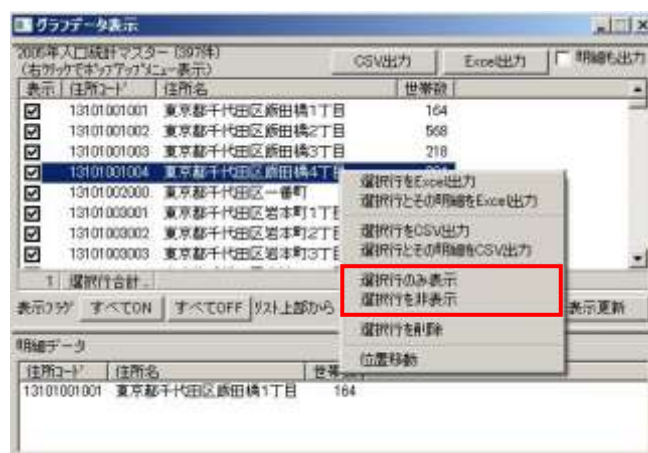 グラフデータ表示
2005年人口統計マスター (397件)
(右クリックでポップアップメニュー表示)
CSV出力 Excel出力 明細も出力
表示 住所コード 住所名 世帯数
13101001001 東京都千代田区飯田橋1丁目 164
13101001002 東京都千代田区飯田橋2丁目 568
13101001003 東京都千代田区飯田橋3丁目 218
13101001004 東京都千代田区飯田橋4丁目
13101002000 東京都千代田区一番町
13101003001 東京都千代田区岩本町1丁目
13101003002 東京都千代田区岩本町2丁目
13101003003 東京都千代田区岩本町3丁目
1 選択行合計
表示フラグ すべてON すべてOFF リスト上部から 表示更新
選択行をExcel出力
選択行とその明細をExcel出力
選択行をCSV出力
選択行とその明細をCSV出力
選択行のみ表示
選択行を非表示
選択行を削除
位置移動
明細データ
住所コード 住所名
13101001001 東京都千代田区飯田橋1丁目 164